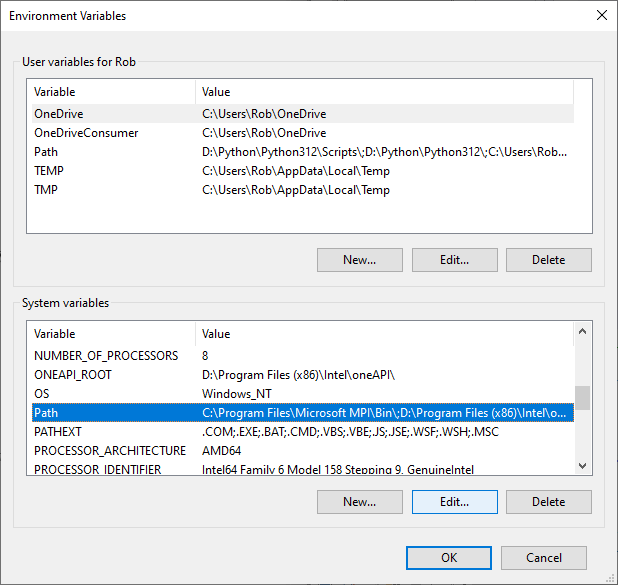 Environment Variables
User variables for Rob
Variable Value
OneDrive C:\Users\Rob\OneDrive
OneDriveConsumer C:\Users\Rob\OneDrive
Path D:\Python\Python312\Scripts\;D:\Python\Python312\;C:\Users\Rob...
TEMP C:\Users\Rob\AppData\Local\Temp
TMP C:\Users\Rob\AppData\Local\Temp
New... Edit... Delete
System variables
Variable Value
NUMBER_OF_PROCESSORS 8
ONEAPI_ROOT D:\Program Files (x86)\Intel\oneAPI\
OS Windows_NT
Path C:\Program Files\Microsoft MPI\Bin\;D:\Program Files (x86)\Intel\o...
PATHEXT .COM;.EXE;.BAT;.CMD;.VBS;.VBE;.JS;.JSE;.WSF;.WSH;.MSC
PROCESSOR_ARCHITECTURE AMD64
PROCESSOR_IDENTIFIER Intel64 Family 6 Model 158 Stepping 9, GenuineIntel
New... Edit... Delete
OK Cancel